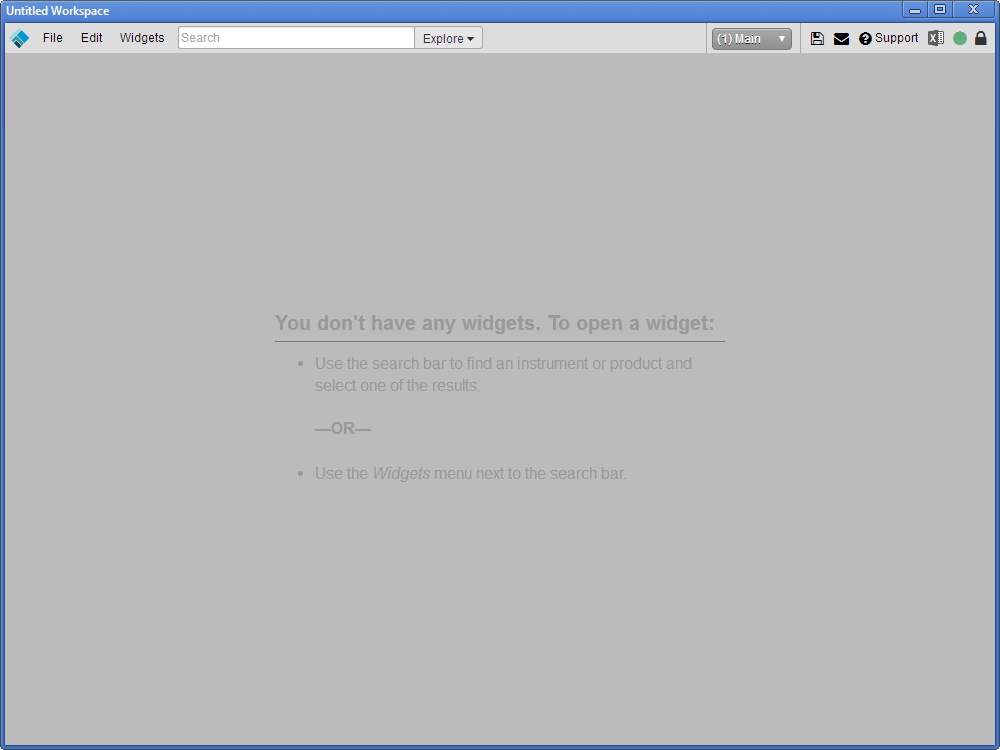 Untitled Workspace
File Edit Widgets Search Explore (1) Main Support X
You don't have any widgets. To open a widget:
• Use the search bar to find an instrument or product and
select one of the results.
—OR—
• Use the Widgets menu next to the search bar.